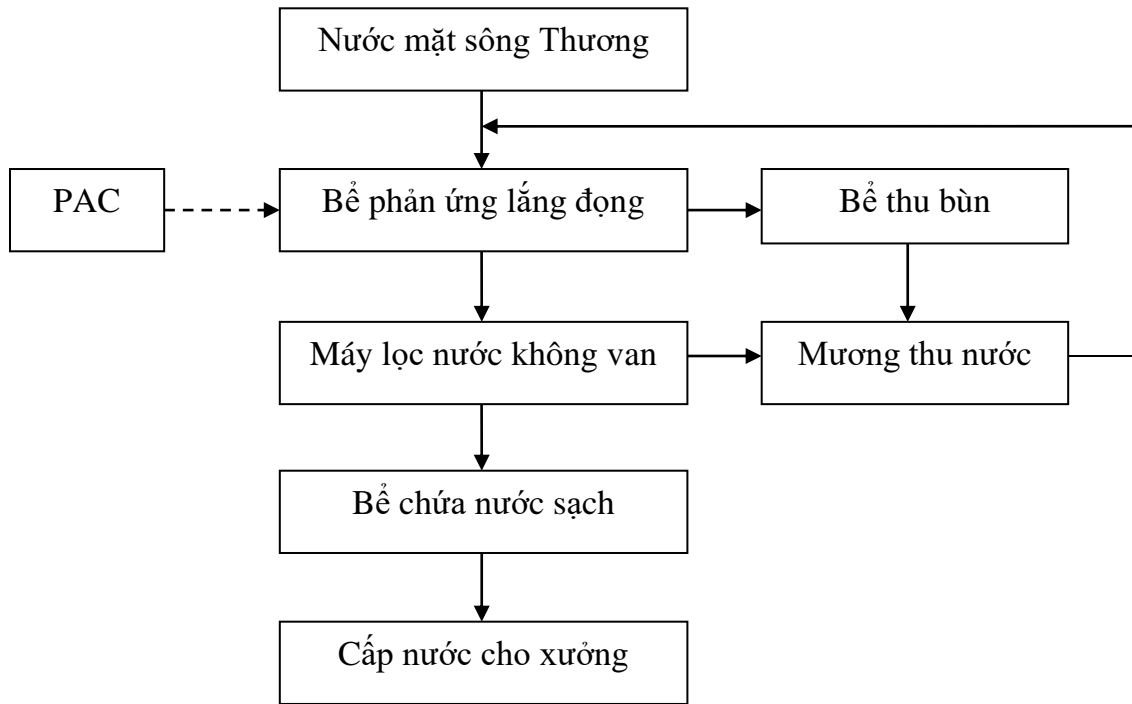 Nước mặt sông Thương
PAC
Bể phản ứng lắng đọng
Bể thu bùn
Máy lọc nước không van
Mương thu nước
Bể chứa nước sạch
Cấp nước cho xưởng